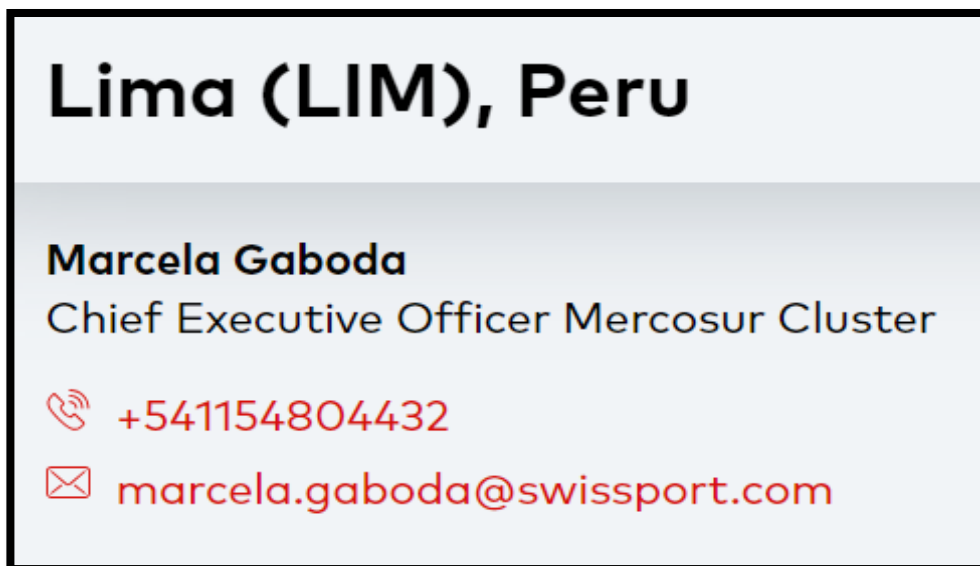 Lima (LIM), Peru
Marcela Gaboda
Chief Executive Officer Mercosur Cluster
+541154804432
marcela.gaboda@swissport.com